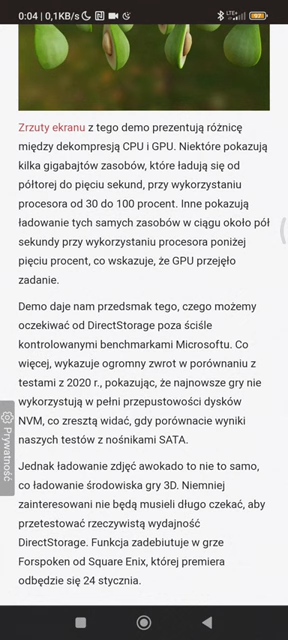 0:04 | 0,1KB/s
LTE+
Zrzuty ekranu z tego demo prezentują różnicę
między dekompresją CPU i GPU. Niektóre pokazują
kilka gigabajtów zasobów, które ładują się od
półtorej do pięciu sekund, przy wykorzystaniu
procesora od 30 do 100 procent. Inne pokazują
ładowanie tych samych zasobów w ciągu około pół
sekundy przy wykorzystaniu procesora poniżej
pięciu procent, co wskazuje, że GPU przejęło
zadanie.
Demo daje nam przedsmak tego, czego możemy
oczekiwać od DirectStorage poza ściśle
kontrolowanymi benchmarkami Microsoftu. Co
więcej, wykazuje ogromny zwrot w porównaniu z
testami z 2020 r., pokazując, że najnowsze gry nie
wykorzystują w pełni przepustowości dysków
NVM, co zresztą widać, gdy porównacie wyniki
naszych testów z nośnikami SATA.
Prywatność
Jednak ładowanie zdjęć awokado to nie to samo,
co ładowanie środowiska gry 3D. Niemniej
zainteresowani nie będą musieli długo czekać, aby
przetestować rzeczywistą wydajność
DirectStorage. Funkcja zadebiutuje w grze
Forspoken od Square Enix, której premiera
odbędzie się 24 stycznia.